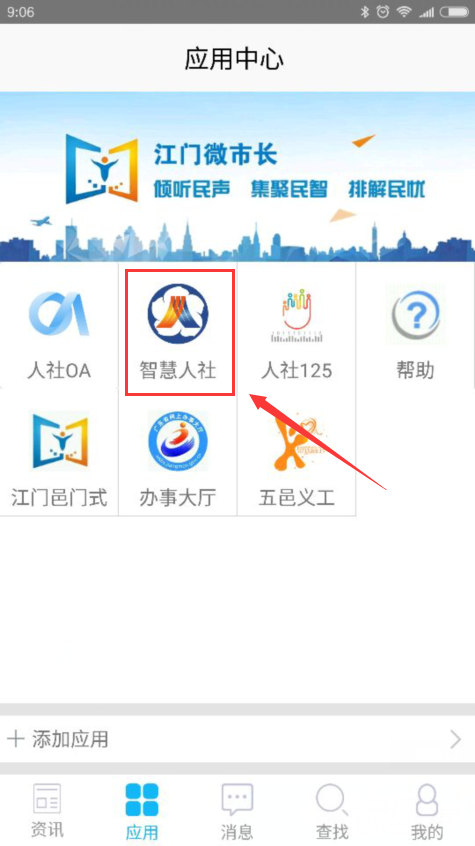 9:06
应用中心
江门微市长
倾听民声 集聚民智 排解民忧
人社OA
智慧人社
人社125
帮助
江门邑门式
办事大厅
五邑义工
添加应用
资讯
应用
消息
查找
我的